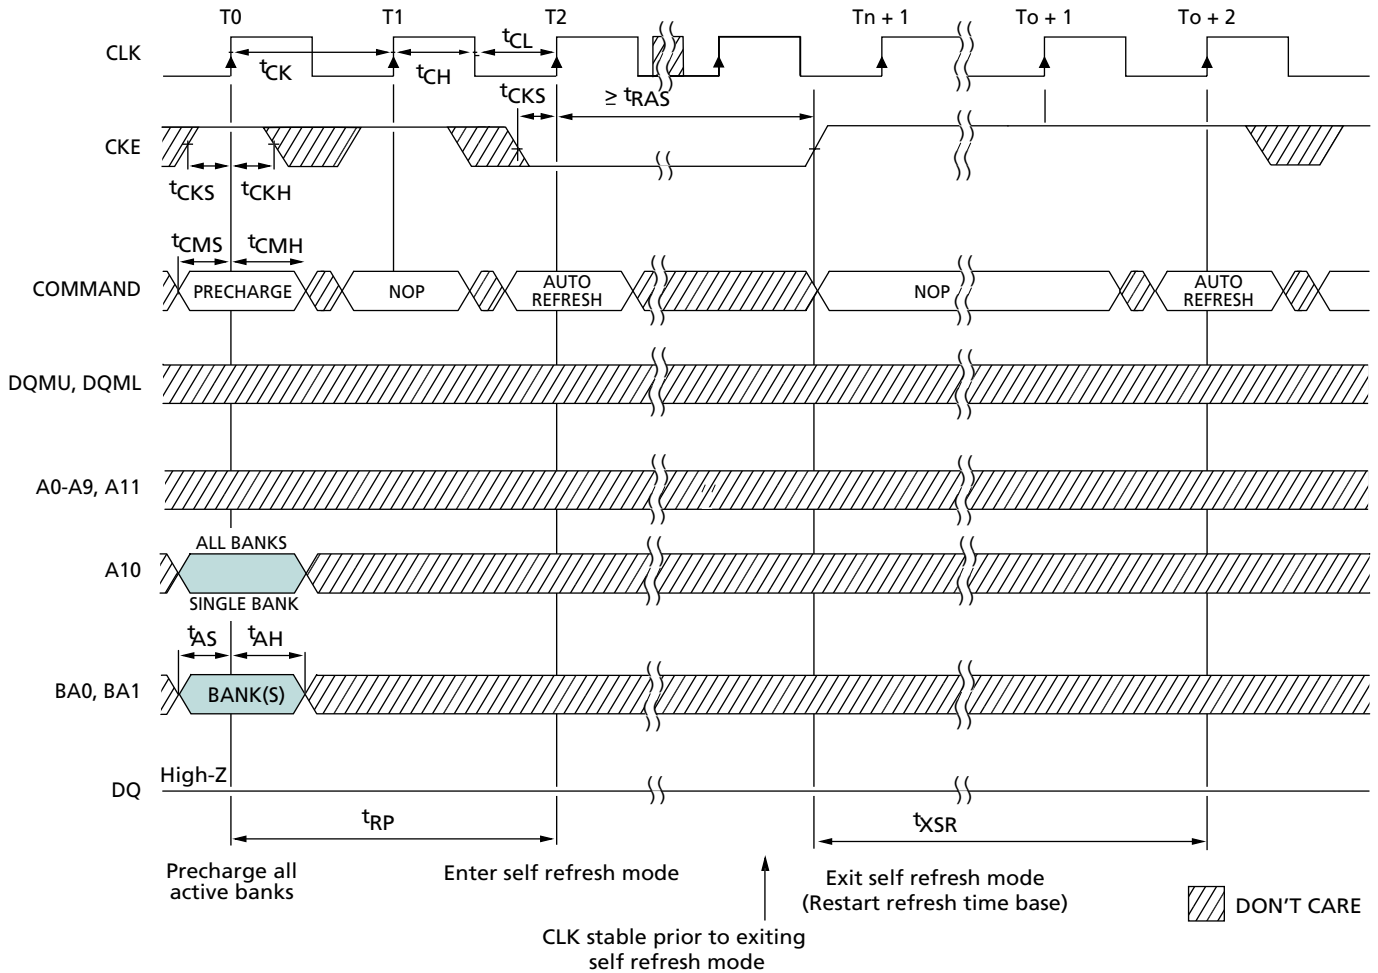 T0 T1 T2 Tn + 1 To + 1 To + 2
CLK
tCK tCH tCL
tCKS ≥ tRAS
CKE
tCKS tCKH
tCMS tCMH
COMMAND PRECHARGE NOP AUTO REFRESH NOP AUTO REFRESH
DQMU, DQML
A0-A9, A11
ALL BANKS
A10
SINGLE BANK
tAS tAH
BA0, BA1 BANK(S)
High-Z
DQ
tRP tXSR
Precharge all
active banks
Enter self refresh mode
CLK stable prior to exiting
self refresh mode
Exit self refresh mode
(Restart refresh time base)
DON'T CARE